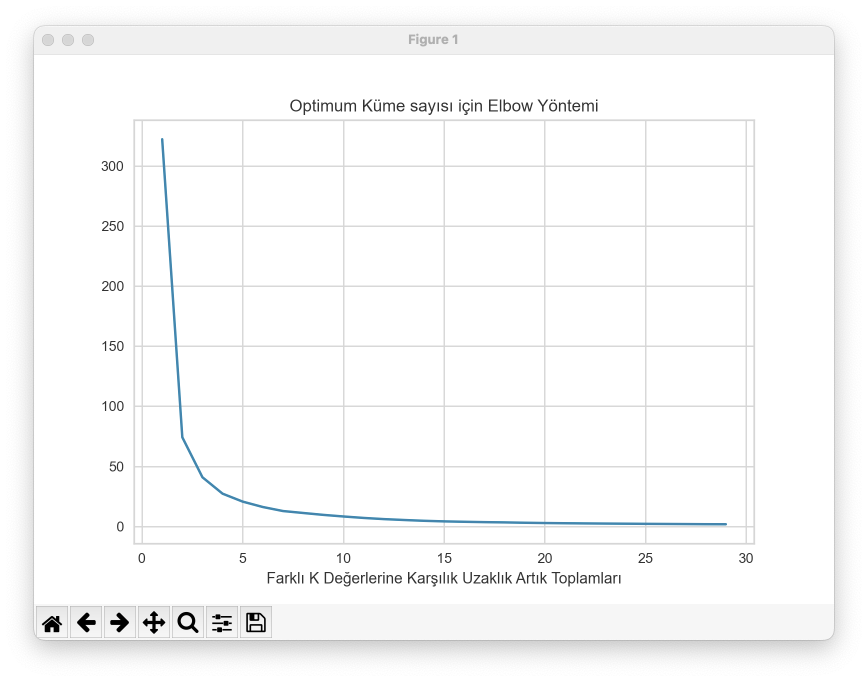 Figure 1
Optimum Küme sayısı için Elbow Yöntemi
300
250
200
150
100
50
0
0 5 10 15 20 25 30
Farklı K Değerlerine Karşılık Uzaklık Artık Toplamları